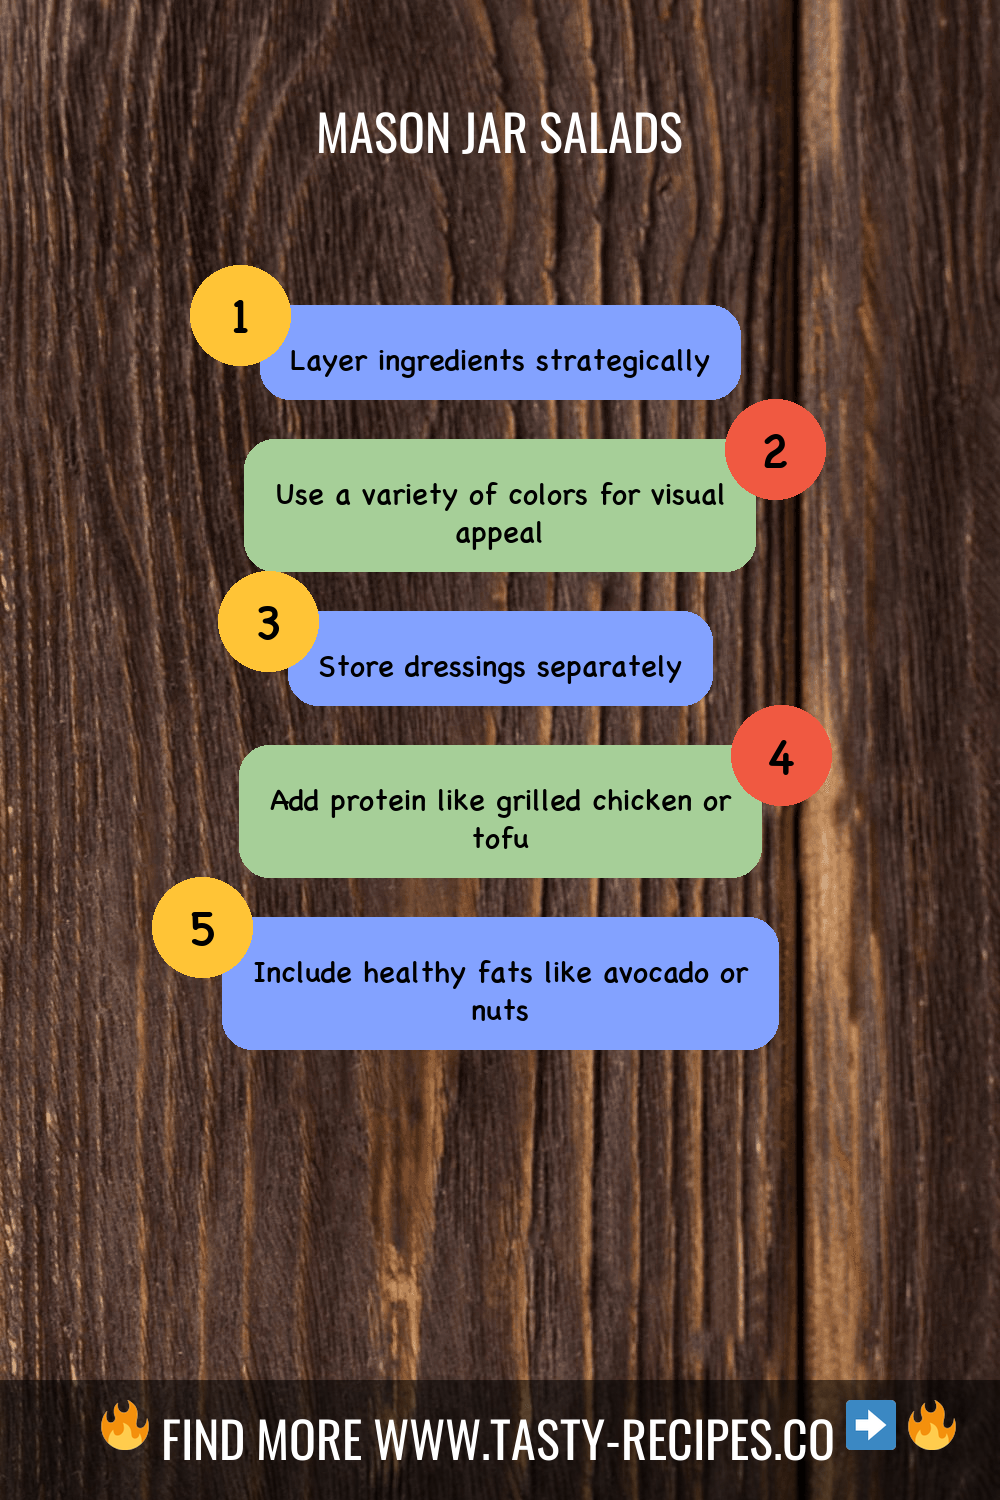 MASON JAR SALADS
1
Layer ingredients strategically
2
Use a variety of colors for visual
appeal
3
Store dressings separately
4
Add protein like grilled chicken or
tofu
5
Include healthy fats like avocado or
nuts
🔥 FIND MORE WWW.TASTY-RECIPES.CO ➡️ 🔥